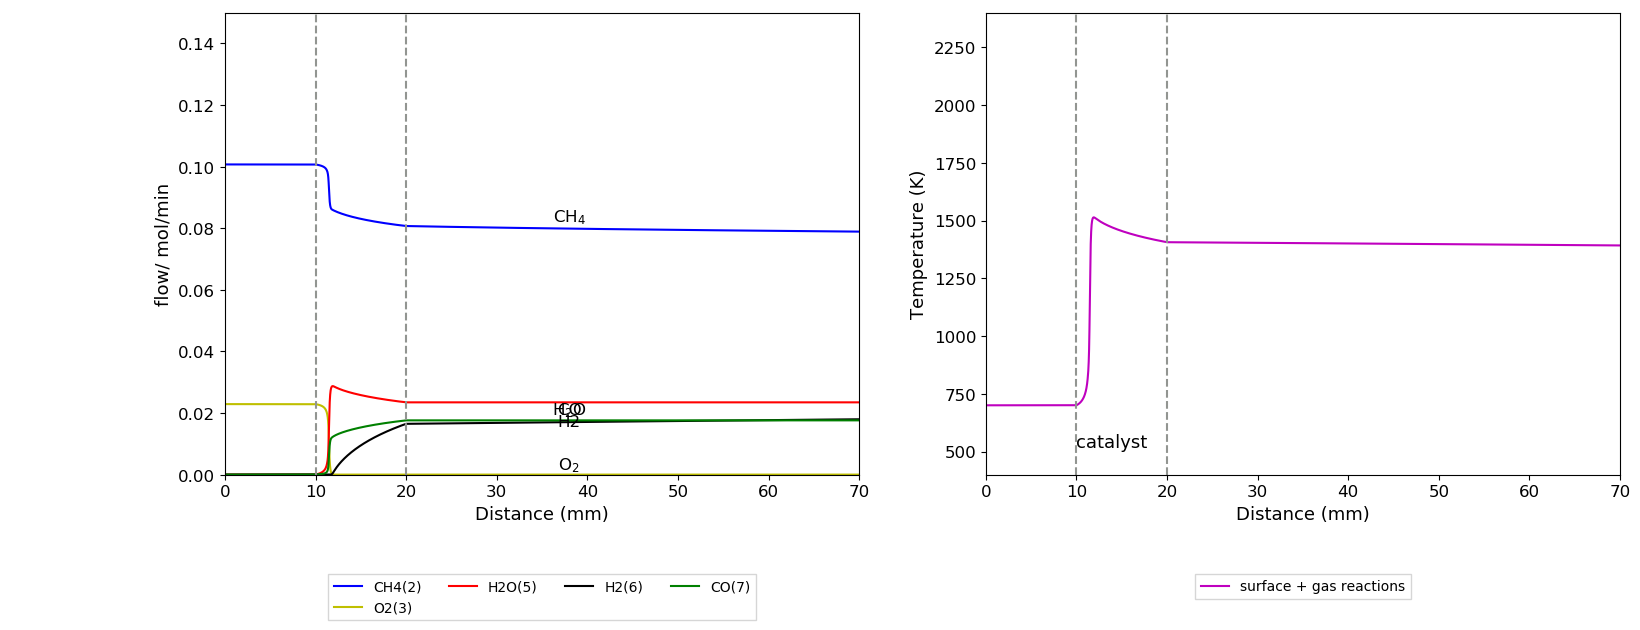 0.14
0.12
0.10
0.08
0.06
0.04
0.02
0.00
flow/ mol/min
CH4
H2O
CO
H2
O2
0 10 20 30 40 50 60 70
Distance (mm)
CH4(2) H2O(5) H2(6) CO(7)
O2(3)
2250
2000
1750
1500
1250
1000
750
500
Temperature (K)
catalyst
0 10 20 30 40 50 60 70
Distance (mm)
surface + gas reactions